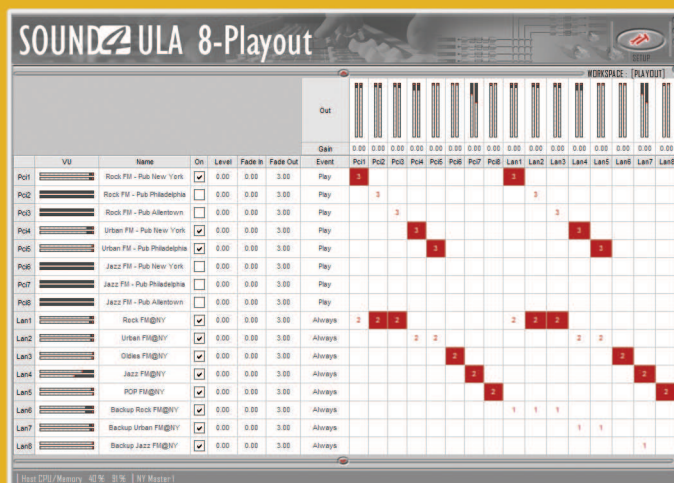 SOUND4 ULA 8-Playout
SETUP
WORKSPACE : [PLAYOUT]
Out
Gain 0.00 0.00 0.00 0.00 0.00 0.00 0.00 0.00 0.00 0.00 0.00 0.00 0.00 0.00 0.00 0.00
VU Name On Level Fade In Fade Out Event Pci1 Pci2 Pci3 Pci4 Pci5 Pci6 Pci7 Pci8 Lan1 Lan2 Lan3 Lan4 Lan5 Lan6 Lan7 Lan8
Pci1 Rock FM - Pub New York 0.00 0.00 3.00 Play 3 3
Pci2 Rock FM - Pub Philadelphia 0.00 0.00 3.00 Play 3 3
Pci3 Rock FM - Pub Allentown 0.00 0.00 3.00 Play 3 3
Pci4 Urban FM - Pub New York 0.00 0.00 3.00 Play 3 3
Pci5 Urban FM - Pub Philadelphia 0.00 0.00 3.00 Play 3 3
Pci6 Jazz FM - Pub New York 0.00 0.00 3.00 Play
Pci7 Jazz FM - Pub Philadelphia 0.00 0.00 3.00 Play
Pci8 Jazz FM - Pub Allentown 0.00 0.00 3.00 Play
Lan1 Rock FM@NY 0.00 0.00 3.00 Always 2 2 2 2 2 2
Lan2 Urban FM@NY 0.00 0.00 3.00 Always 2 2 2 2
Lan3 Oldies FM@NY 0.00 0.00 3.00 Always 2 2
Lan4 Jazz FM@NY 0.00 0.00 3.00 Always 2 2
Lan5 POP FM@NY 0.00 0.00 3.00 Always 2 2
Lan6 Backup Rock FM@NY 0.00 0.00 3.00 Always 1 1 1
Lan7 Backup Urban FM@NY 0.00 0.00 3.00 Always 1 1
Lan8 Backup Jazz FM@NY 0.00 0.00 3.00 Always 1
Host CPU/Memory 40 % 31 % NY Master 1